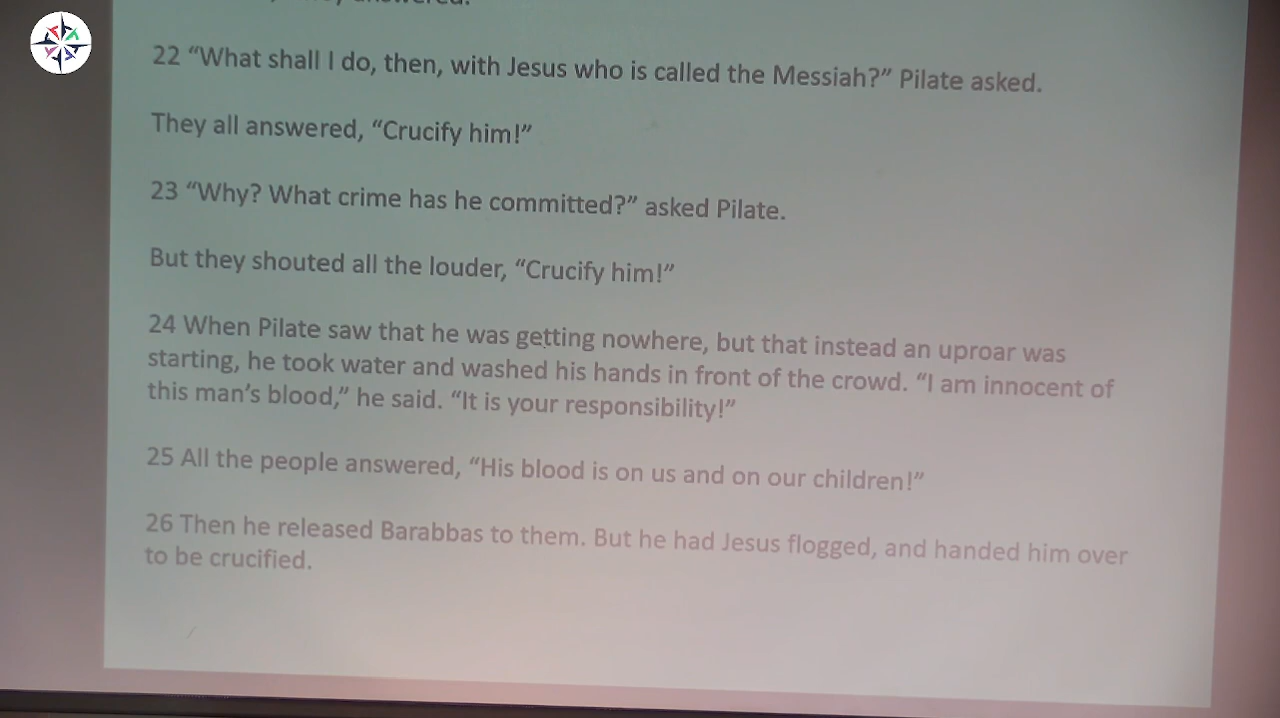 answered.
22 “What shall I do, then, with Jesus who is called the Messiah?” Pilate asked.
They all answered, “Crucify him!”
23 “Why? What crime has he committed?” asked Pilate.
But they shouted all the louder, “Crucify him!”
24 When Pilate saw that he was getting nowhere, but that instead an uproar was
starting, he took water and washed his hands in front of the crowd. “I am innocent of
this man’s blood,” he said. “It is your responsibility!”
25 All the people answered, “His blood is on us and on our children!”
26 Then he released Barabbas to them. But he had Jesus flogged, and handed him over
to be crucified.